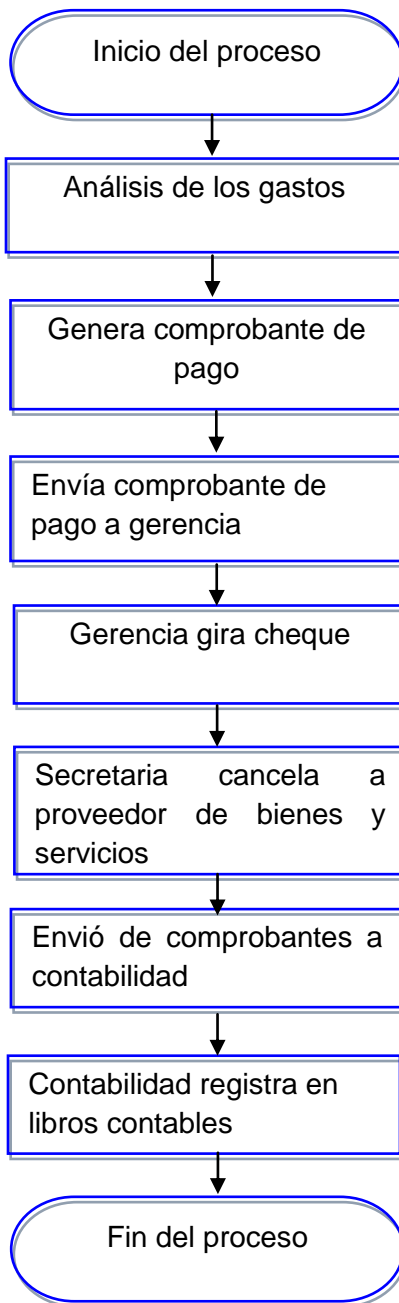 Inicio del proceso
Análisis de los gastos
Genera comprobante de
pago
Envía comprobante de
pago a gerencia
Gerencia gira cheque
Secretaria cancela a
proveedor de bienes y
servicios
Envió de comprobantes a
contabilidad
Contabilidad registra en
libros contables
Fin del proceso